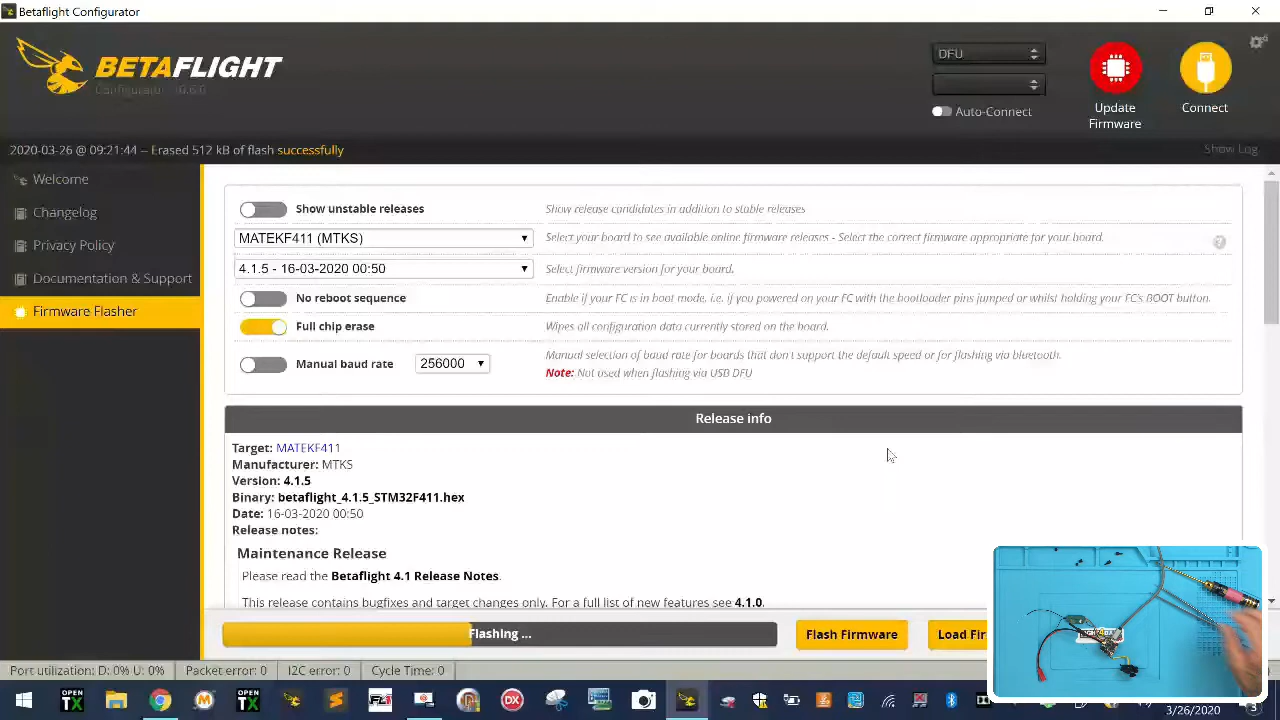 Betaflight Configurator
BETAFLIGHT
DFU
Auto-Connect
Update
Firmware
Connect
2020-03-26 @ 09:21:44 -- Erased 512 kB of flash successfully
Show Log
Welcome
Changelog
Privacy Policy
Documentation & Support
Firmware Flasher
Show unstable releases
Show release candidates in addition to stable releases
MATEKF411 (MTKS)
Select your board to see available online firmware releases - Select the correct firmware appropriate for your board.
4.1.5 - 16-03-2020 00:50
Select firmware version for your board.
No reboot sequence
Enable if your FC is in boot mode, i.e. if you powered on your FC with the bootloader pins jumped or whilst holding your FC's BOOT button.
Full chip erase
Wipes all configuration data currently stored on the board.
Manual baud rate
256000
Manual selection of baud rate for boards that don't support the default speed or for flashing via bluetooth.
Note: Not used when flashing via USB DFU
Release info
Target: MATEKF411
Manufacturer: MTKS
Version: 4.1.5
Binary: betaflight_4.1.5_STM32F411.hex
Date: 16-03-2020 00:50
Release notes:
Maintenance Release
Please read the Betaflight 4.1 Release Notes.
This release contains bugfixes and target changes only. For a full list of new features see 4.1.0.
Flashing ...
Flash Firmware
Load Fir
Port utilization: D: 0% U: 0%
Packet error: 0
I2C error: 0
Cycle Time: 0
OPEN
TX
OPEN
TX
DX
3/26/2020